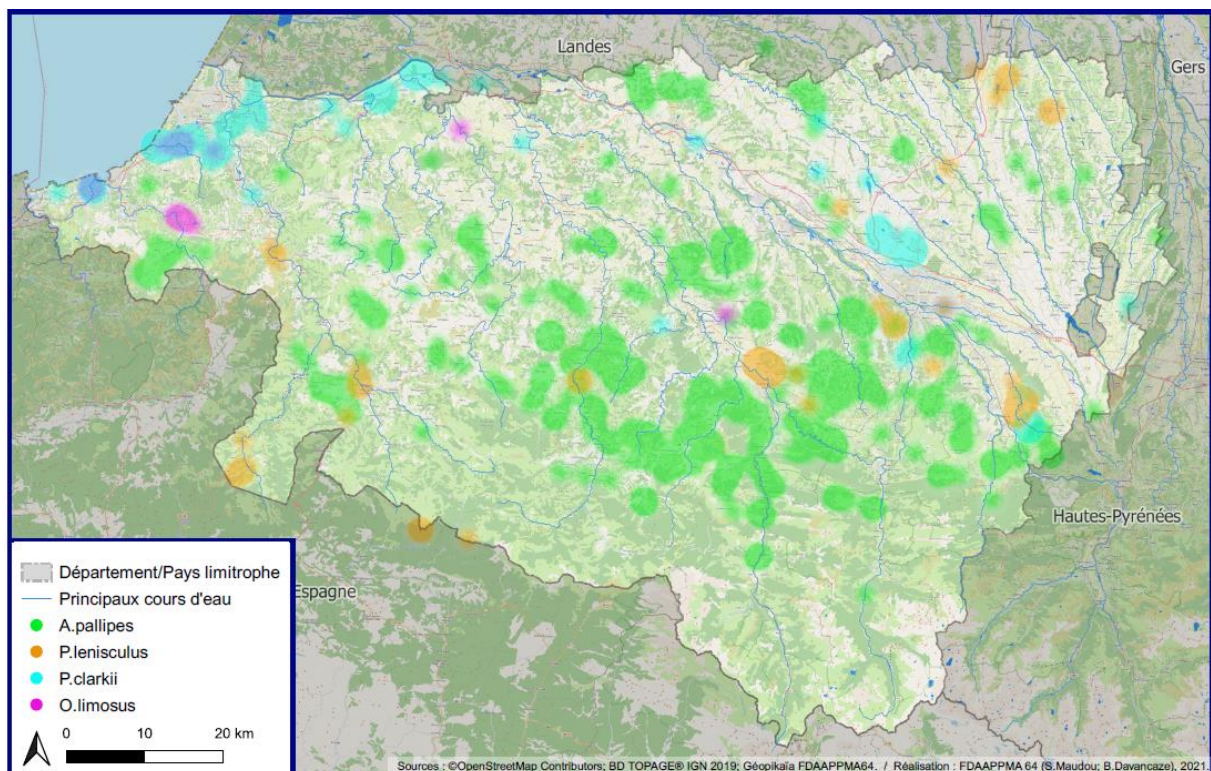 Landes
Gers
Hautes-Pyrénées
Espagne
Département/Pays limitrophe
Principaux cours d'eau
A.pallipes
P.lenisculus
P.clarkii
O.limosus
0 10 20 km
Sources : ©OpenStreetMap Contributors; BD TOPAGE® IGN 2019; Géopikaïa FDAAPPMA64. / Réalisation : FDAAPPMA 64 (S.Maudou; B.Davancaze), 2021.